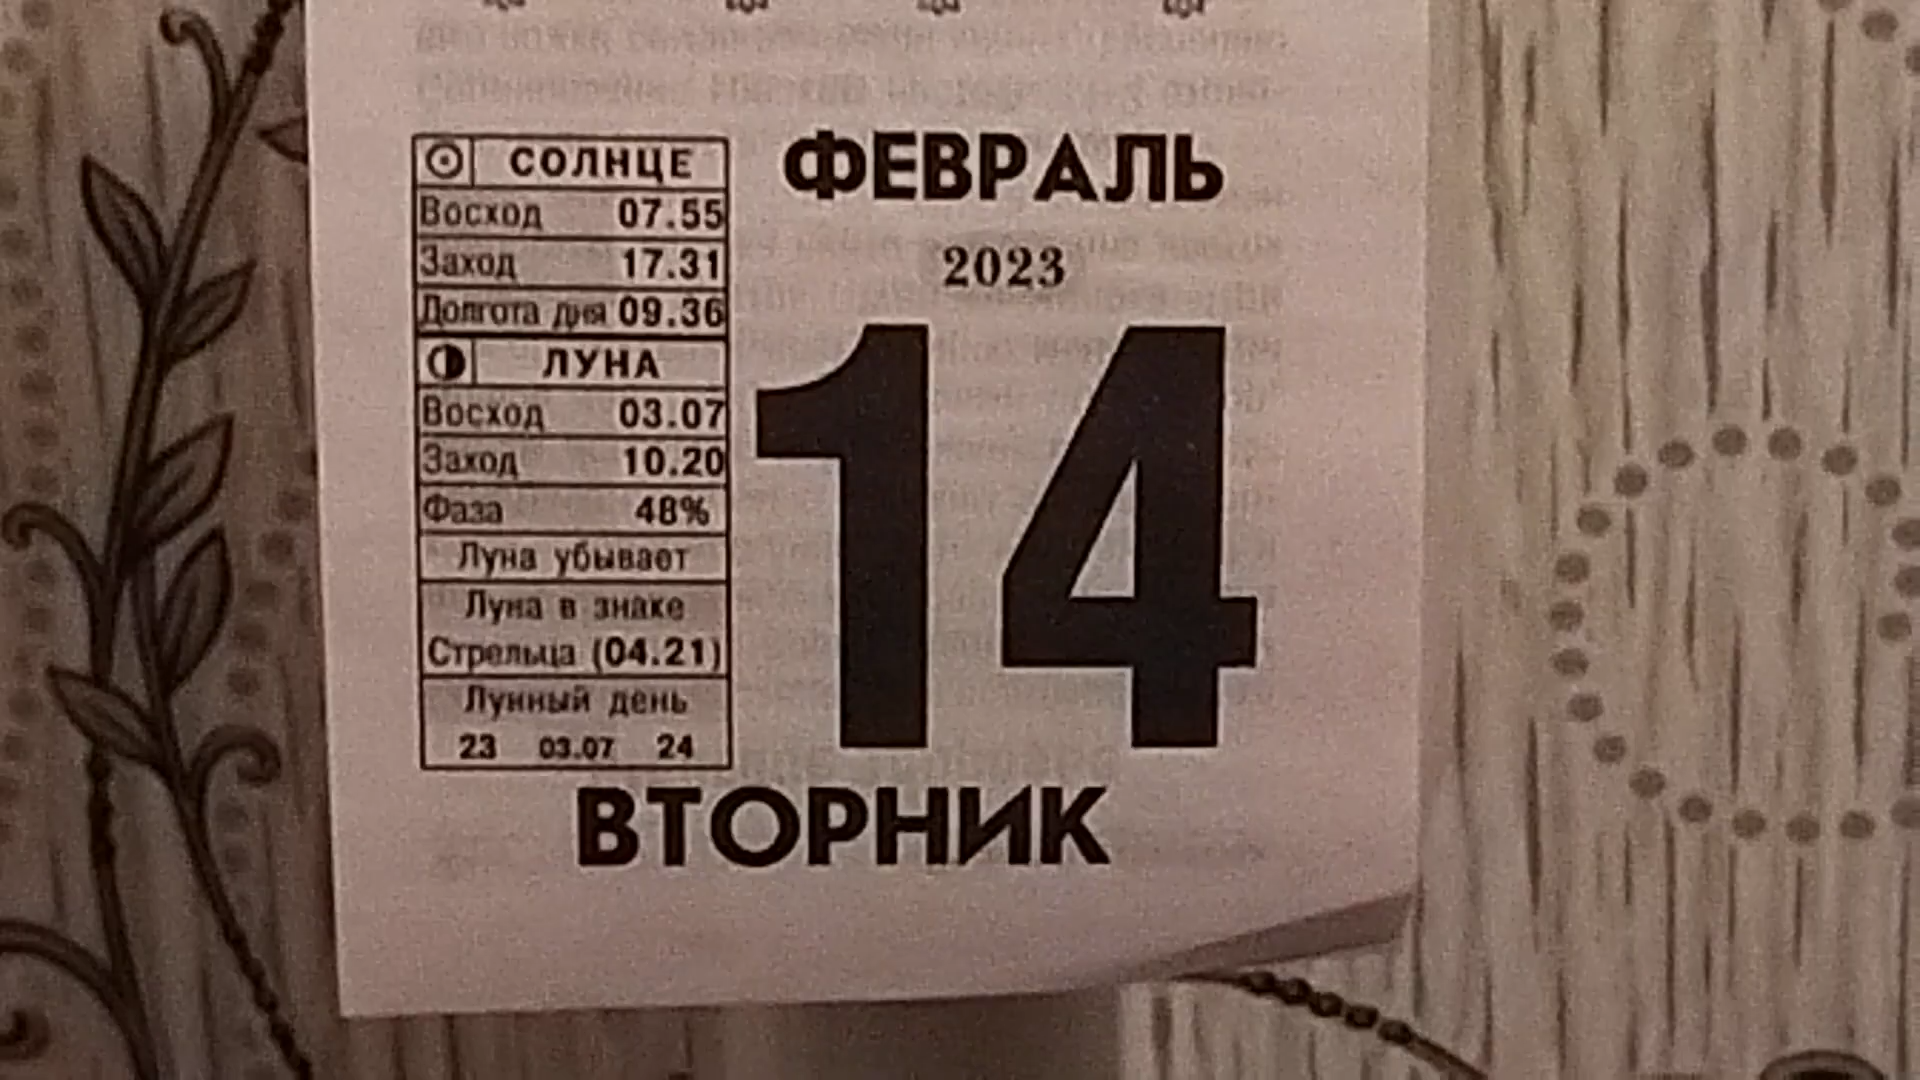 СОЛНЦЕ
Восход 07.55
Заход 17.31
Долгота дня 09.36
ЛУНА
Восход 03.07
Заход 10.20
Фаза 48%
Луна убывает
Луна в знаке
Стрельца (04.21)
Лунный день
23 03.07 24
ФЕВРАЛЬ
2023
14
ВТОРНИК